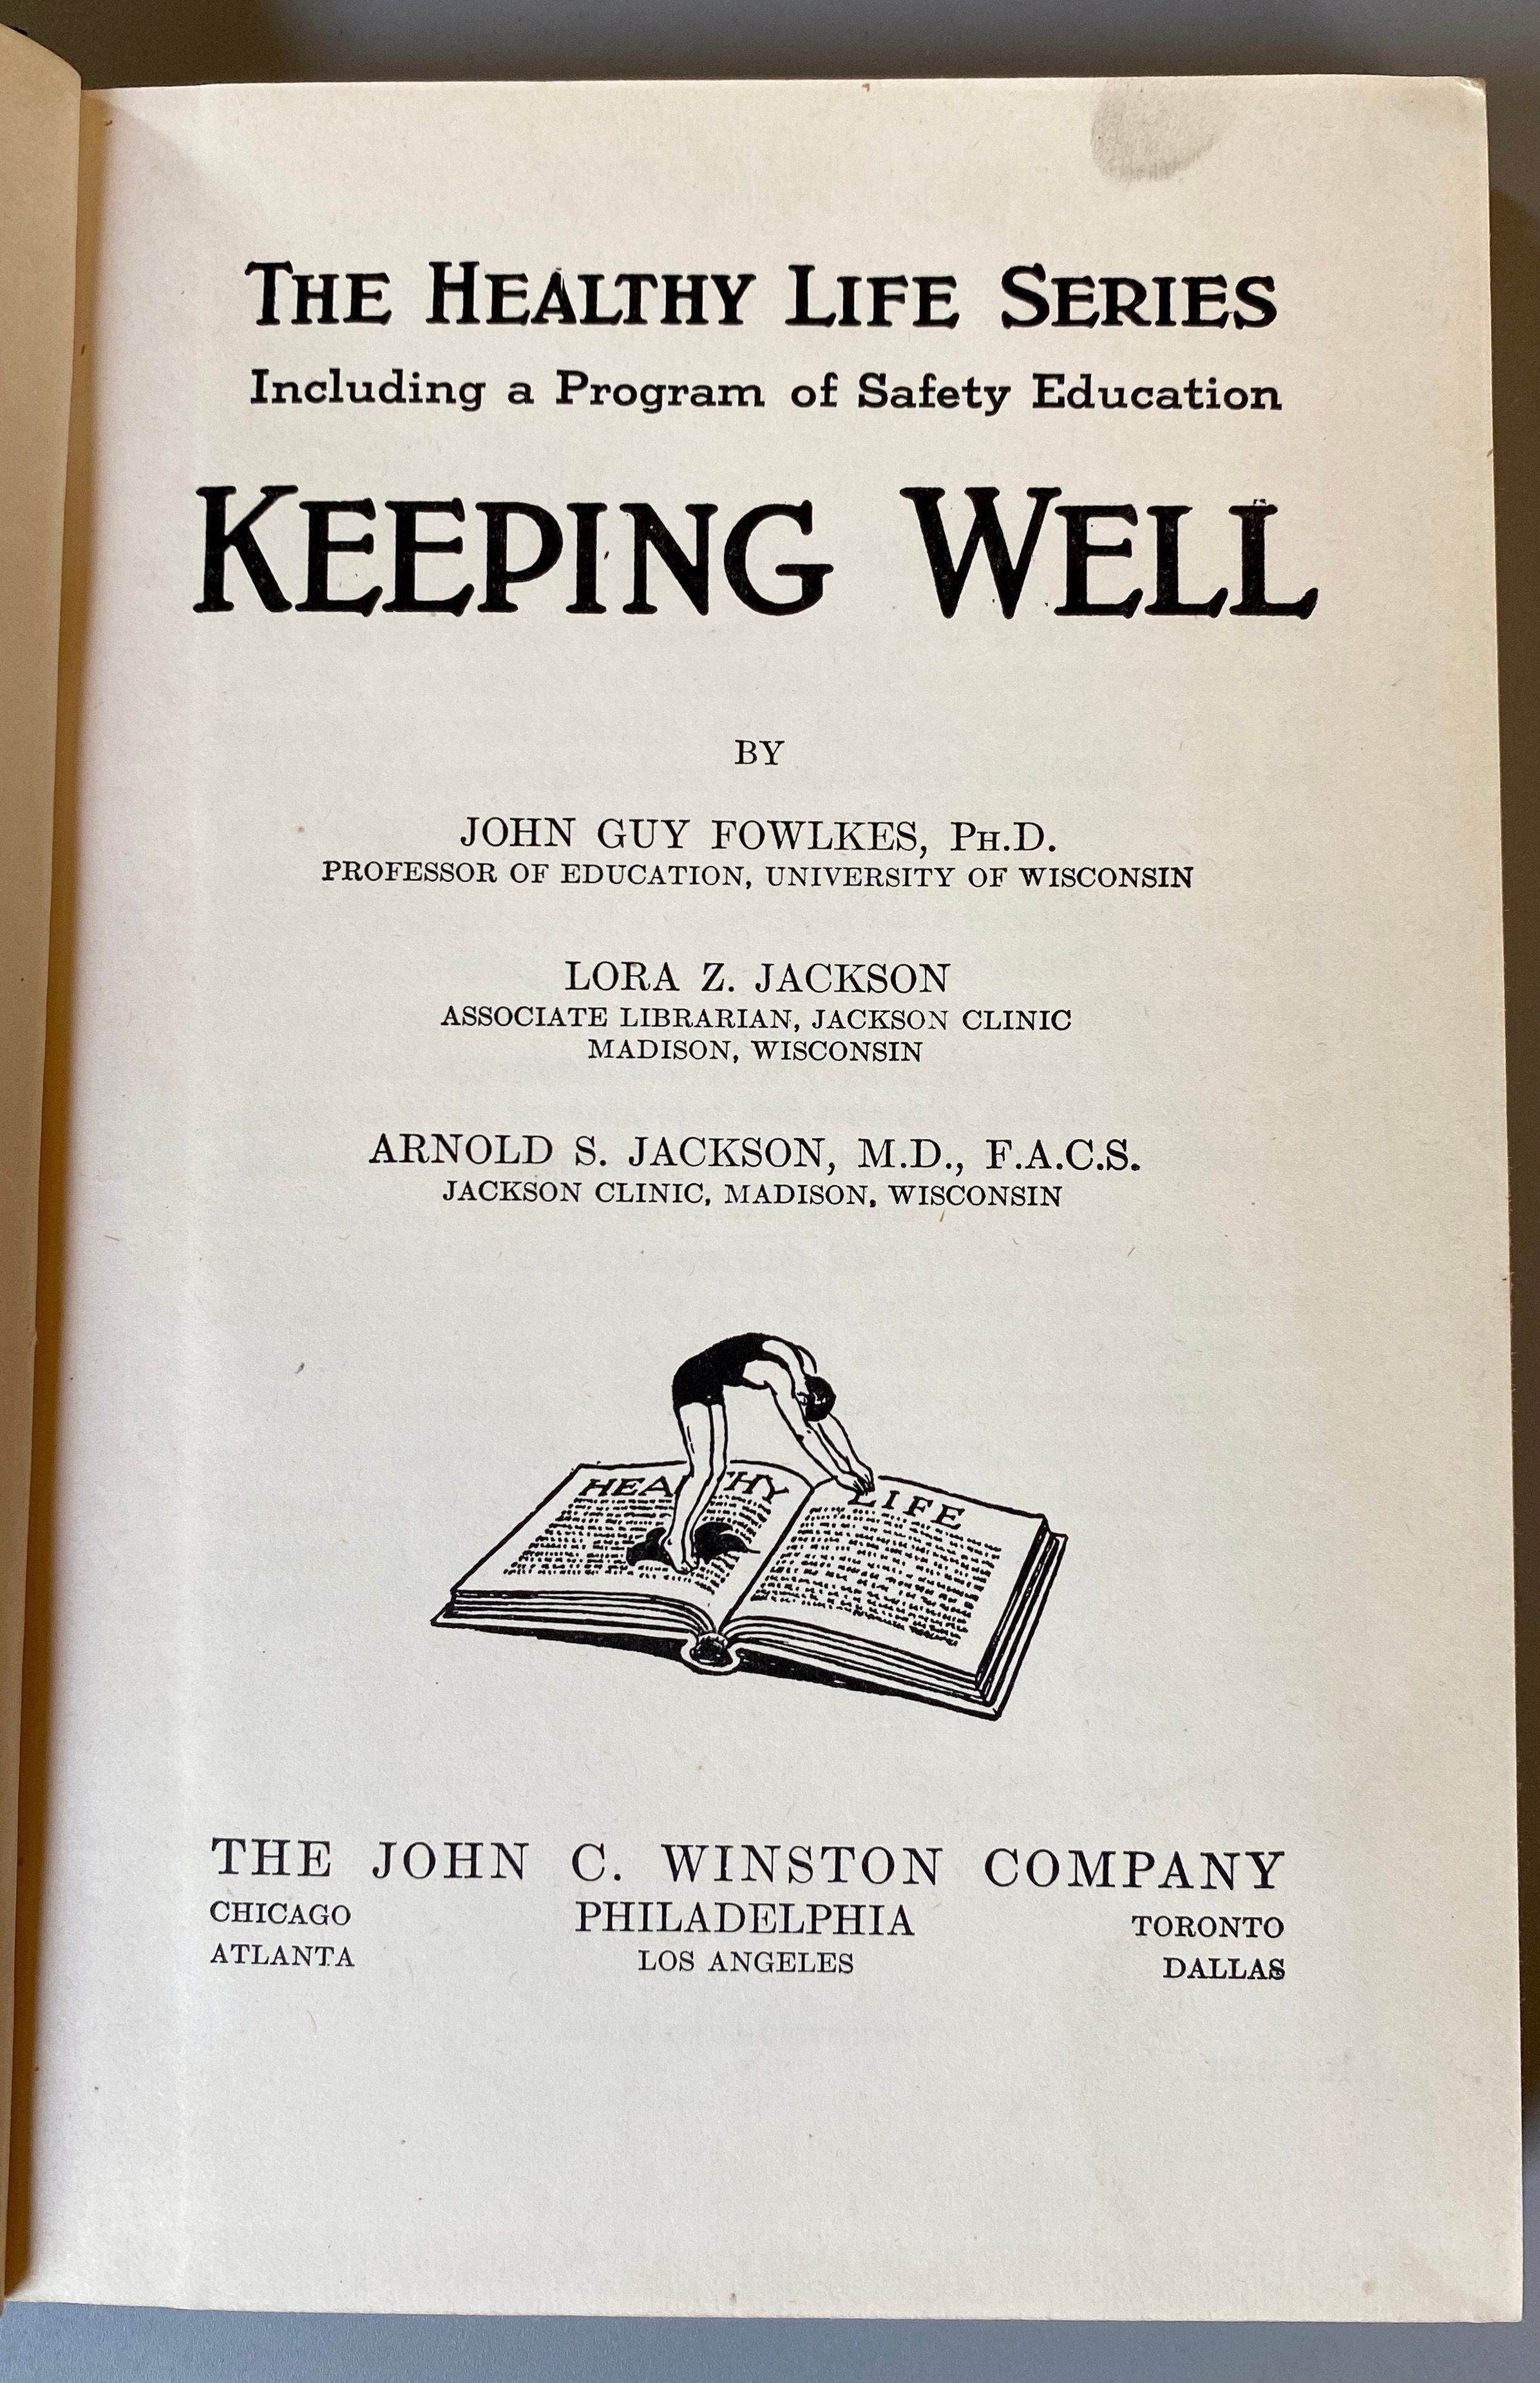 THE HEALTHY LIFE SERIES
Including a Program of Safety Education
KEEPING WELL
BY
JOHN GUY FOWLKES, PH.D.
PROFESSOR OF EDUCATION, UNIVERSITY OF WISCONSIN
LORA Z. JACKSON
ASSOCIATE LIBRARIAN, JACKSON CLINIC
MADISON, WISCONSIN
ARNOLD S. JACKSON, M.D., F.A.C.S.
JACKSON CLINIC, MADISON, WISCONSIN
HEALTHY LIFE
THE JOHN C. WINSTON COMPANY
CHICAGO PHILADELPHIA TORONTO
ATLANTA LOS ANGELES DALLAS